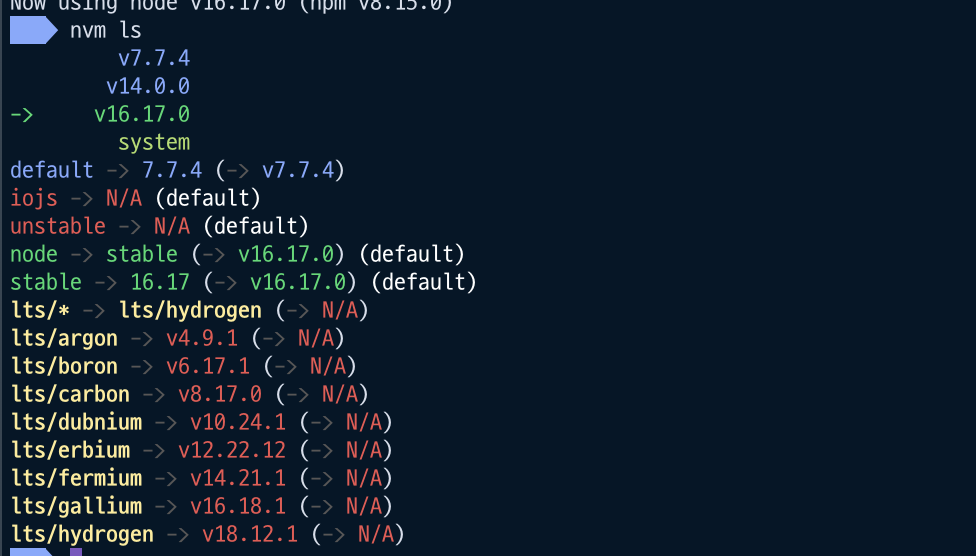 Now using node v16.17.0 (npm v8.15.0)
nvm ls
v7.7.4
v14.0.0
-> v16.17.0
system
default -> 7.7.4 (-> v7.7.4)
iojs -> N/A (default)
unstable -> N/A (default)
node -> stable (-> v16.17.0) (default)
stable -> 16.17 (-> v16.17.0) (default)
lts/* -> lts/hydrogen (-> N/A)
lts/argon -> v4.9.1 (-> N/A)
lts/boron -> v6.17.1 (-> N/A)
lts/carbon -> v8.17.0 (-> N/A)
lts/dubnium -> v10.24.1 (-> N/A)
lts/erbium -> v12.22.12 (-> N/A)
lts/fermium -> v14.21.1 (-> N/A)
lts/gallium -> v16.18.1 (-> N/A)
lts/hydrogen -> v18.12.1 (-> N/A)